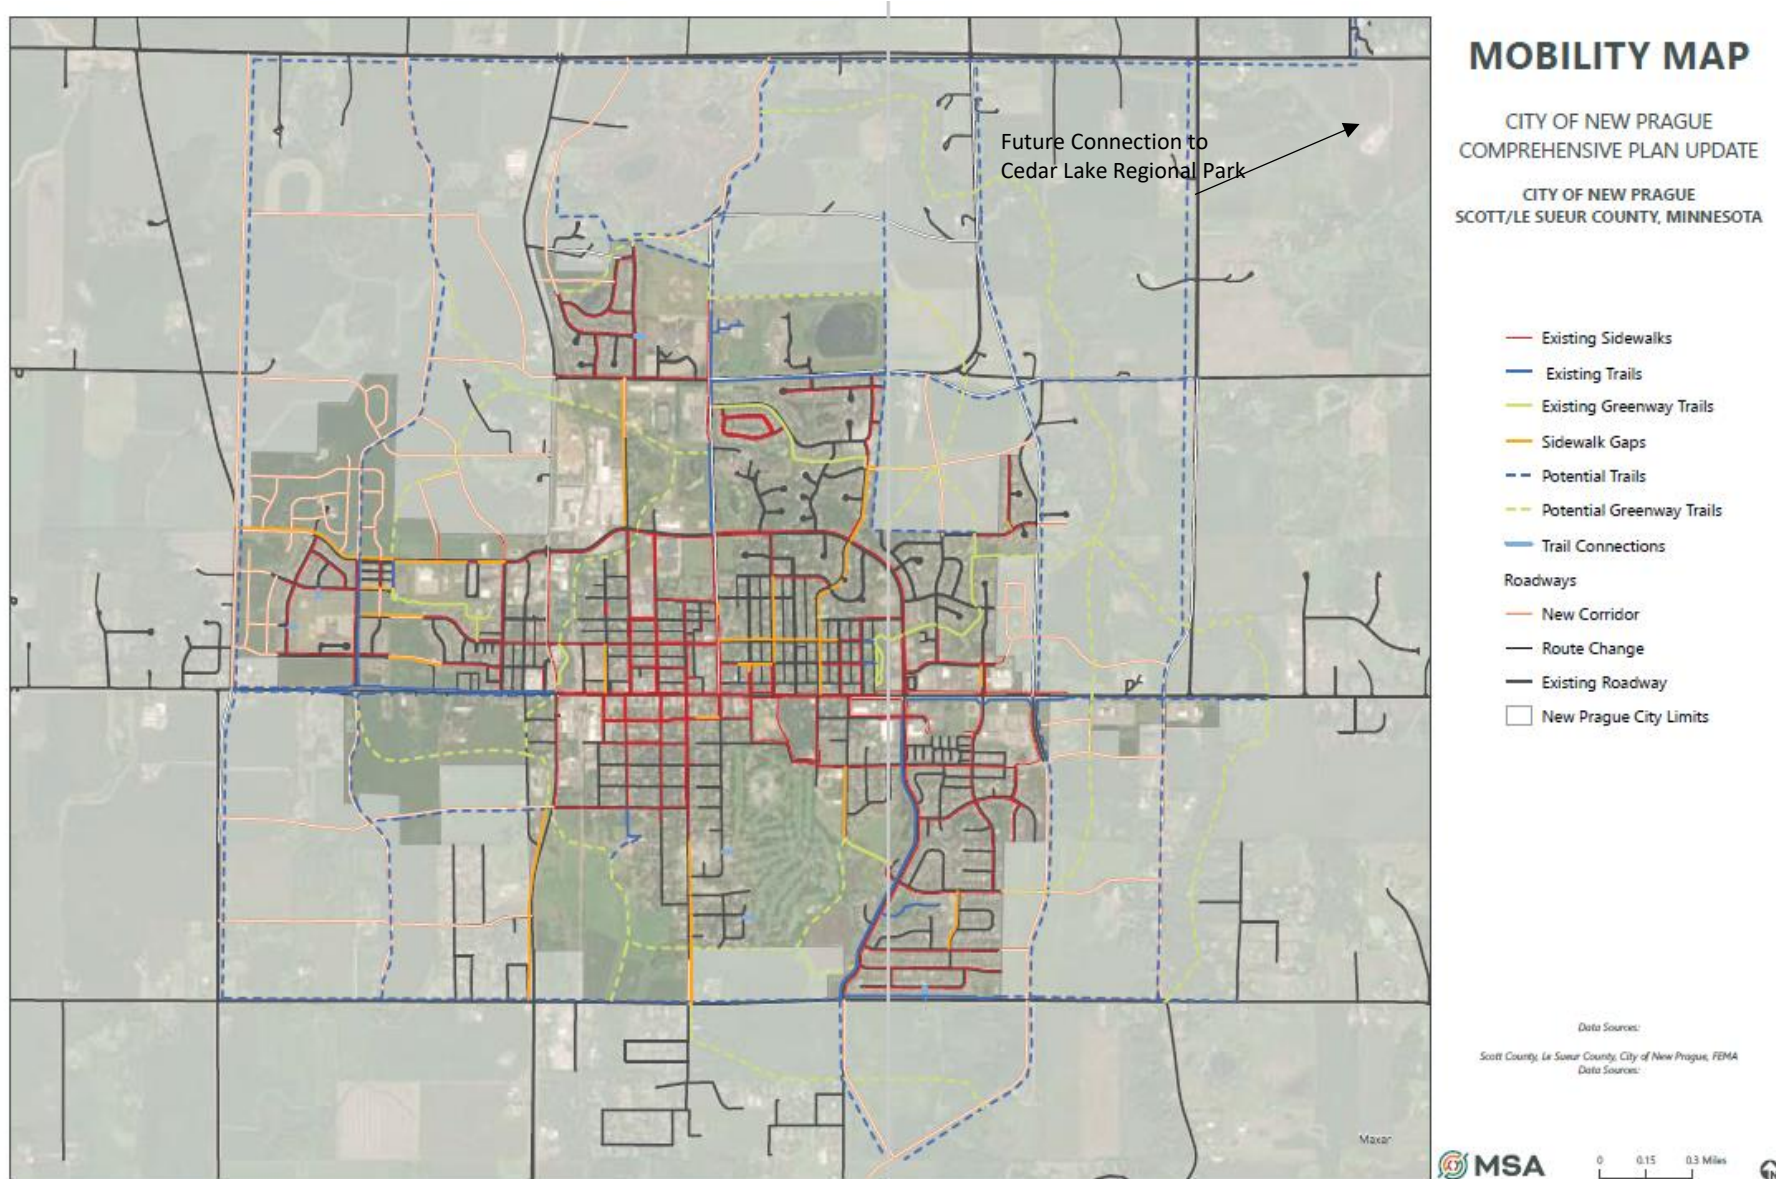 MOBILITY MAP
CITY OF NEW PRAGUE
COMPREHENSIVE PLAN UPDATE
CITY OF NEW PRAGUE
SCOTT/LE SUEUR COUNTY, MINNESOTA
Future Connection to
Cedar Lake Regional Park
Existing Sidewalks
Existing Trails
Existing Greenway Trails
Sidewalk Gaps
Potential Trails
Potential Greenway Trails
Trail Connections
Roadways
New Corridor
Route Change
Existing Roadway
New Prague City Limits
Data Sources:
Scott County, Le Sueur County, City of New Prague, FEMA
Data Sources:
Maxar
MSA
0 0.15 0.3 Miles
N